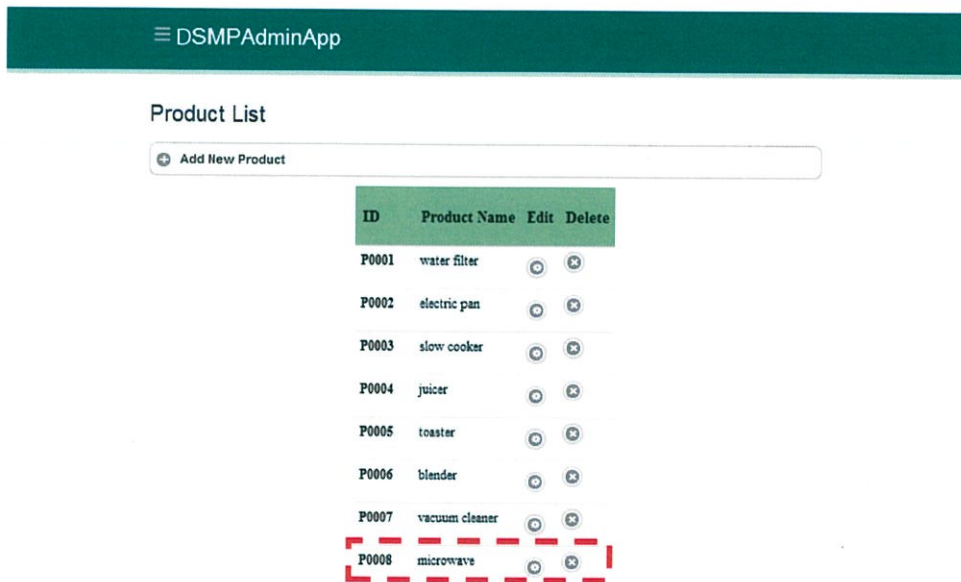 DSMPAdminApp
Product List
Add New Product
ID Product Name Edit Delete
P0001 water filter
P0002 electric pan
P0003 slow cooker
P0004 juicer
P0005 toaster
P0006 blender
P0007 vacuum cleaner
P0008 microwave